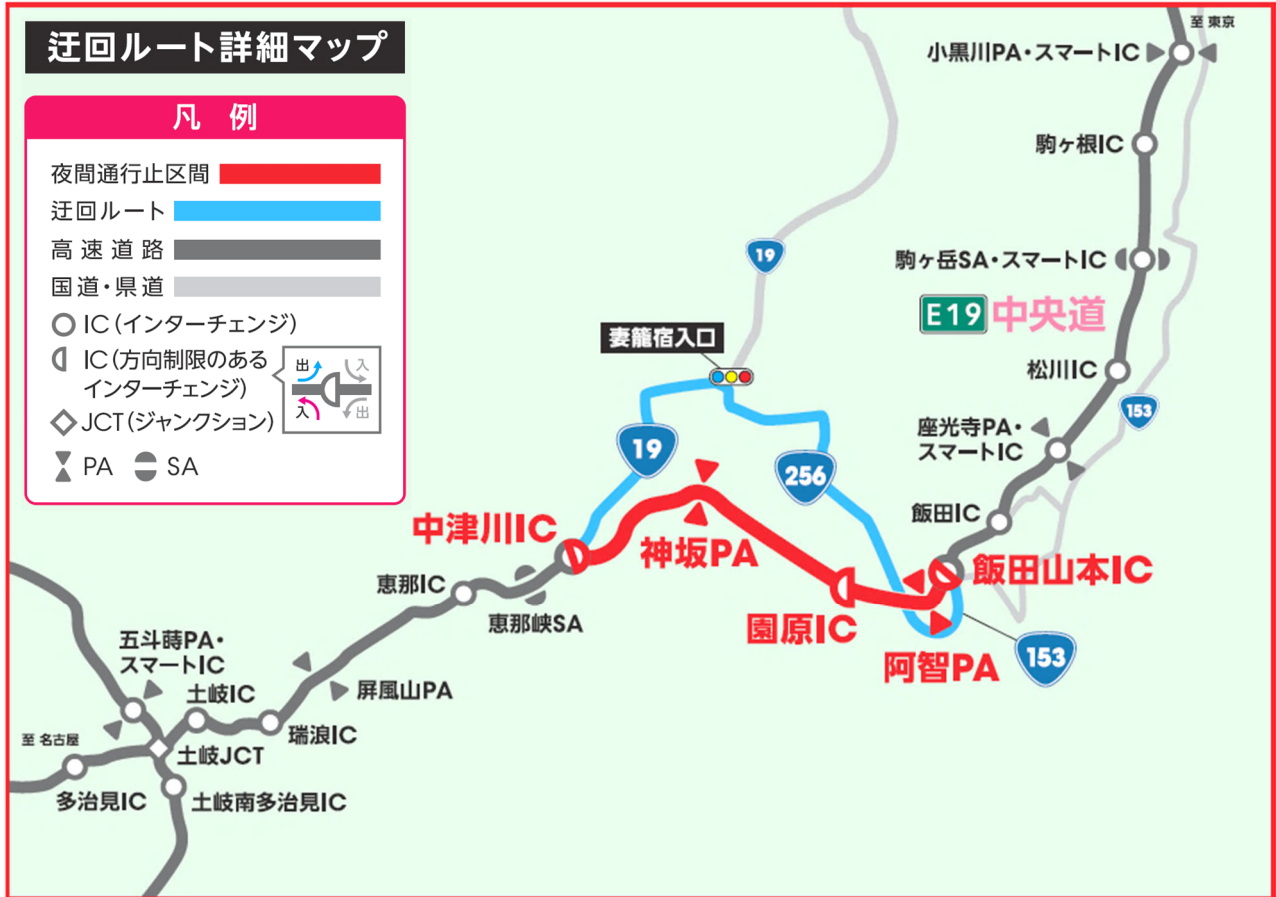 迂回ルート詳細マップ
凡 例
夜間通行止区間
迂回ルート
高速道路
国道・県道
IC(インターチェンジ)
IC(方向制限のある
インターチェンジ)
出
入
入
出
JCT(ジャンクション)
PA
SA
至 東京
小黒川PA・スマートIC
駒ヶ根IC
19
駒ヶ岳SA・スマートIC
E19 中央道
妻籠宿入口
松川IC
153
座光寺PA・
スマートIC
19
256
飯田IC
中津川IC
神坂PA
飯田山本IC
恵那IC
恵那峡SA
園原IC
阿智PA
153
五斗蒔PA・
スマートIC
土岐IC
屏風山PA
瑞浪IC
至 名古屋
土岐JCT
多治見IC
土岐南多治見IC